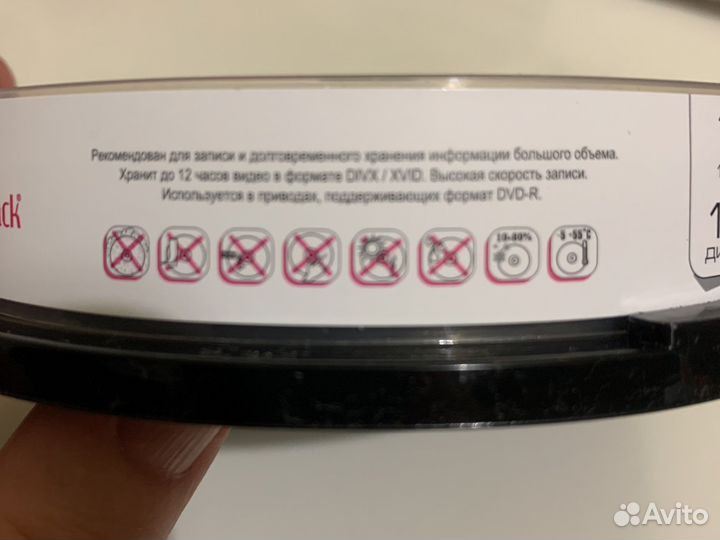 Рекомендован для записи и долговременного хранения информации большого объема.
Хранит до 12 часов видео в формате DIVX / XVID. Высокая скорость записи.
Используется в приводах, поддерживающих формат DVD-R.
10-80%
5 -55°C
Avito